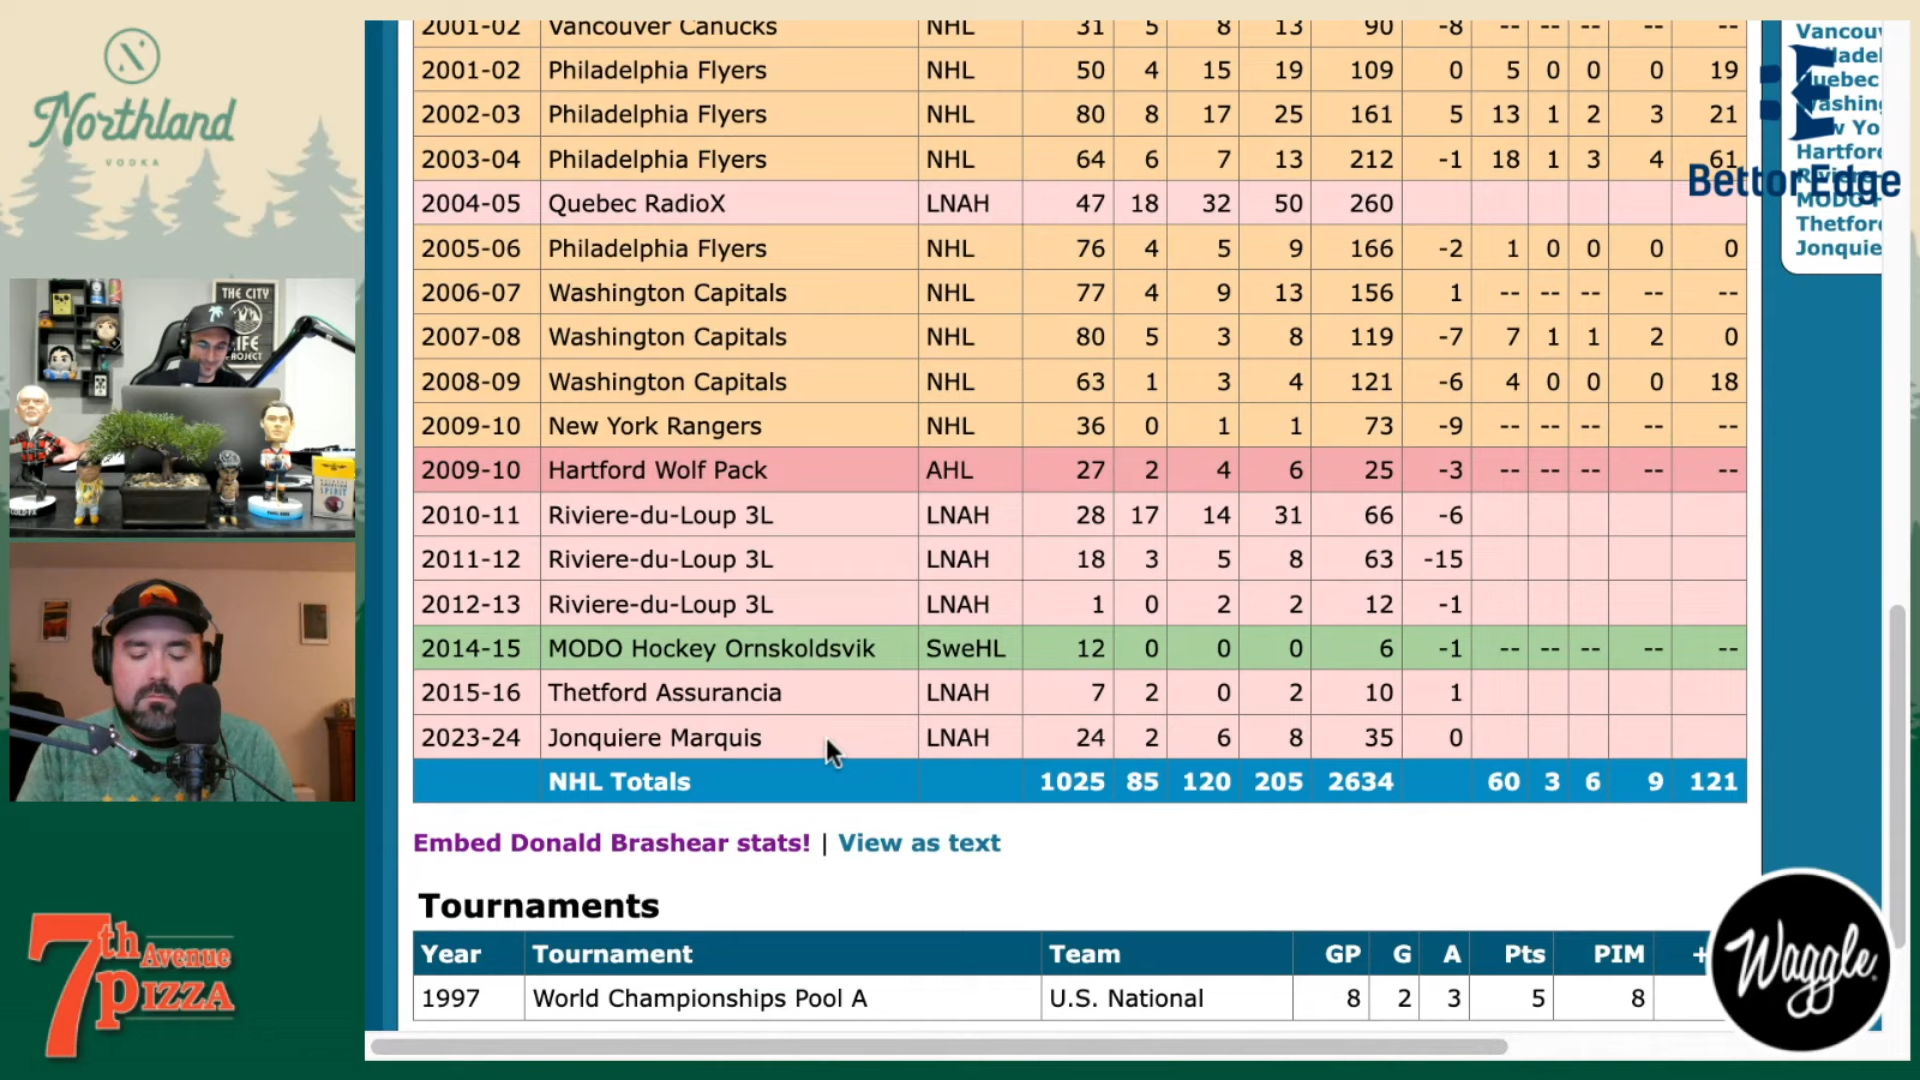 Northland
VODKA
THE CITY
LIFE
PROJECT
7th Avenue PIZZA
2001-02 Vancouver Canucks NHL 31 5 8 13 90 -8 -- -- -- -- --
2001-02 Philadelphia Flyers NHL 50 4 15 19 109 0 5 0 0 0 19
2002-03 Philadelphia Flyers NHL 80 8 17 25 161 5 13 1 2 3 21
2003-04 Philadelphia Flyers NHL 64 6 7 13 212 -1 18 1 3 4 61
2004-05 Quebec RadioX LNAH 47 18 32 50 260
2005-06 Philadelphia Flyers NHL 76 4 5 9 166 -2 1 0 0 0 0
2006-07 Washington Capitals NHL 77 4 9 13 156 1 -- -- -- -- --
2007-08 Washington Capitals NHL 80 5 3 8 119 -7 7 1 1 2 0
2008-09 Washington Capitals NHL 63 1 3 4 121 -6 4 0 0 0 18
2009-10 New York Rangers NHL 36 0 1 1 73 -9 -- -- -- -- --
2009-10 Hartford Wolf Pack AHL 27 2 4 6 25 -3 -- -- -- -- --
2010-11 Riviere-du-Loup 3L LNAH 28 17 14 31 66 -6
2011-12 Riviere-du-Loup 3L LNAH 18 3 5 8 63 -15
2012-13 Riviere-du-Loup 3L LNAH 1 0 2 2 12 -1
2014-15 MODO Hockey Ornskoldsvik SweHL 12 0 0 0 6 -1 -- -- -- -- --
2015-16 Thetford Assurancia LNAH 7 2 0 2 10 1
2023-24 Jonquiere Marquis LNAH 24 2 6 8 35 0
NHL Totals 1025 85 120 205 2634 60 3 6 9 121
Embed Donald Brashear stats! | View as text
Tournaments
Year Tournament Team GP G A Pts PIM +
1997 World Championships Pool A U.S. National 8 2 3 5 8
Vancouv
uebec
ashing
Hartford
BettorEdge
MODO
Thetford
Jonquie
Waggle